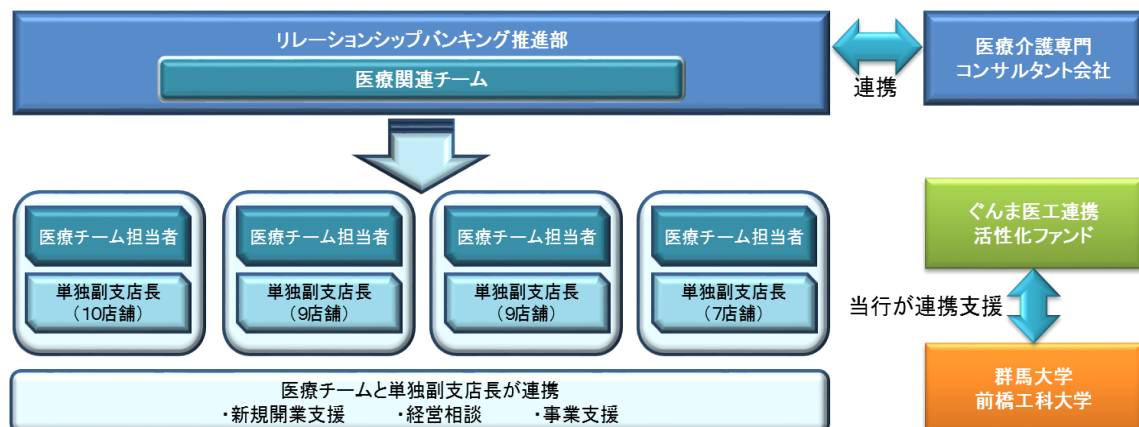 リレーションシップバンキング推進部
医療関連チーム
連携
医療介護専門
コンサルタント会社
医療チーム担当者
単独副支店長
（10店舗）
医療チーム担当者
単独副支店長
（9店舗）
医療チーム担当者
単独副支店長
（9店舗）
医療チーム担当者
単独副支店長
（7店舗）
ぐんま医工連携
活性化ファンド
当行が連携支援
群馬大学
前橋工科大学
医療チームと単独副支店長が連携
・新規開業支援　・経営相談　・事業支援